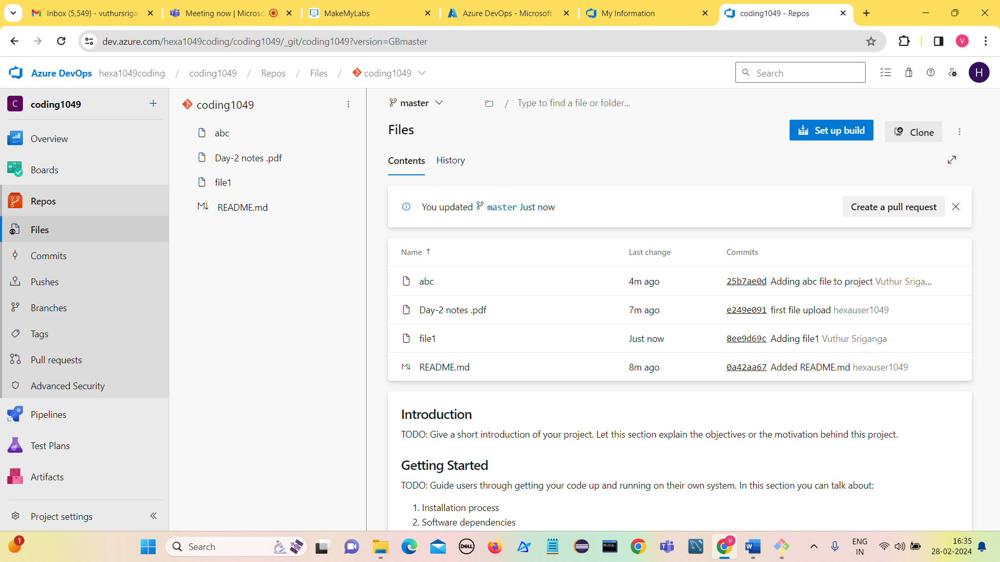 Inbox (5,549) - vuthursrigan
Meeting now | Microso
MakeMyLabs
Azure DevOps - Microsoft
My Information
coding1049 - Repos
dev.azure.com/hexa1049coding/coding1049/_git/coding1049?version=GBmaster
V
Azure DevOps hexa1049coding / coding1049 / Repos / Files / coding1049
Search
H
C coding1049
Overview
Boards
Repos
Files
Commits
Pushes
Branches
Tags
Pull requests
Advanced Security
Pipelines
Test Plans
Artifacts
Project settings
coding1049
abc
Day-2 notes .pdf
file1
README.md
master
/ Type to find a file or folder...
Files
Set up build
Clone
Contents History
You updated master Just now
Create a pull request
Name ↑ Last change Commits
abc 4m ago 25b7ae0d Adding abc file to project Vuthur Sriga...
Day-2 notes .pdf 7m ago e249e091 first file upload hexauser1049
file1 Just now 8ee9d69c Adding file1 Vuthur Sriganga
README.md 8m ago 0a42aa67 Added README.md hexauser1049
Introduction
TODO: Give a short introduction of your project. Let this section explain the objectives or the motivation behind this project.
Getting Started
TODO: Guide users through getting your code up and running on their own system. In this section you can talk about:
1. Installation process
2. Software dependencies
1
Search
DELL
MySQL
V
W
ENG
IN
16:35
28-02-2024